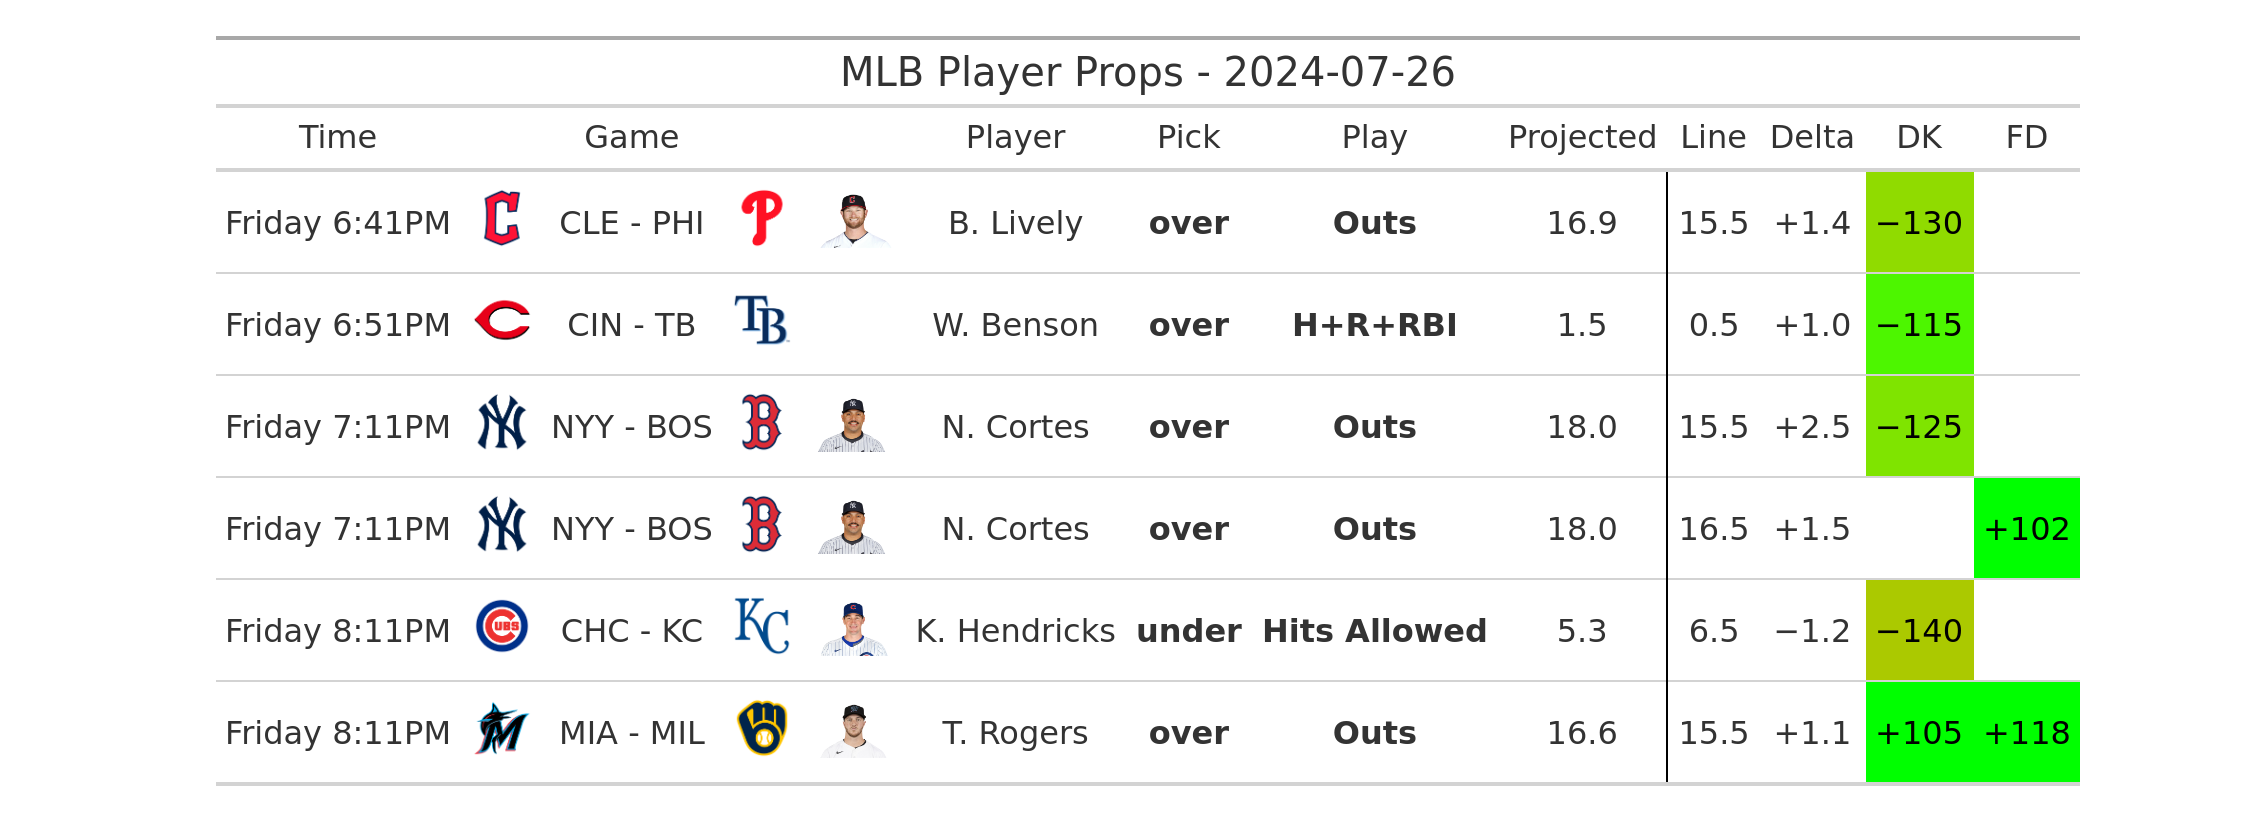 MLB Player Props - 2024-07-26
Time Game Player Pick Play Projected Line Delta DK FD
Friday 6:41PM CLE - PHI B. Lively over Outs 16.9 15.5 +1.4 −130
Friday 6:51PM CIN - TB W. Benson over H+R+RBI 1.5 0.5 +1.0 −115
Friday 7:11PM NYY - BOS N. Cortes over Outs 18.0 15.5 +2.5 −125
Friday 7:11PM NYY - BOS N. Cortes over Outs 18.0 16.5 +1.5 +102
Friday 8:11PM CHC - KC K. Hendricks under Hits Allowed 5.3 6.5 −1.2 −140
Friday 8:11PM MIA - MIL T. Rogers over Outs 16.6 15.5 +1.1 +105 +118